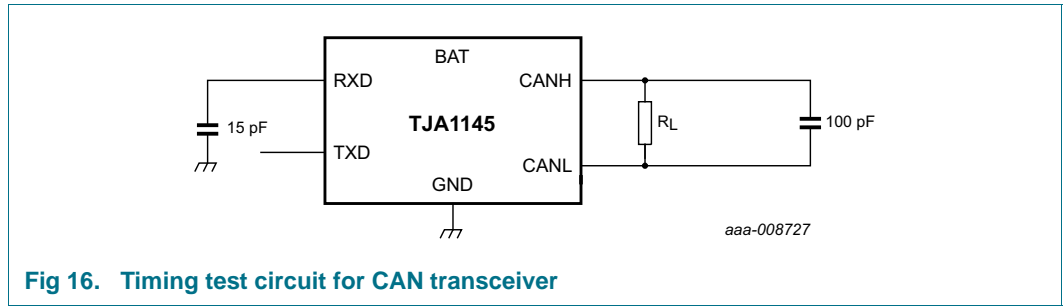 BAT
RXD
CANH
TJA1145
RL
15 pF
100 pF
TXD
CANL
GND
aaa-008727
Fig 16. Timing test circuit for CAN transceiver